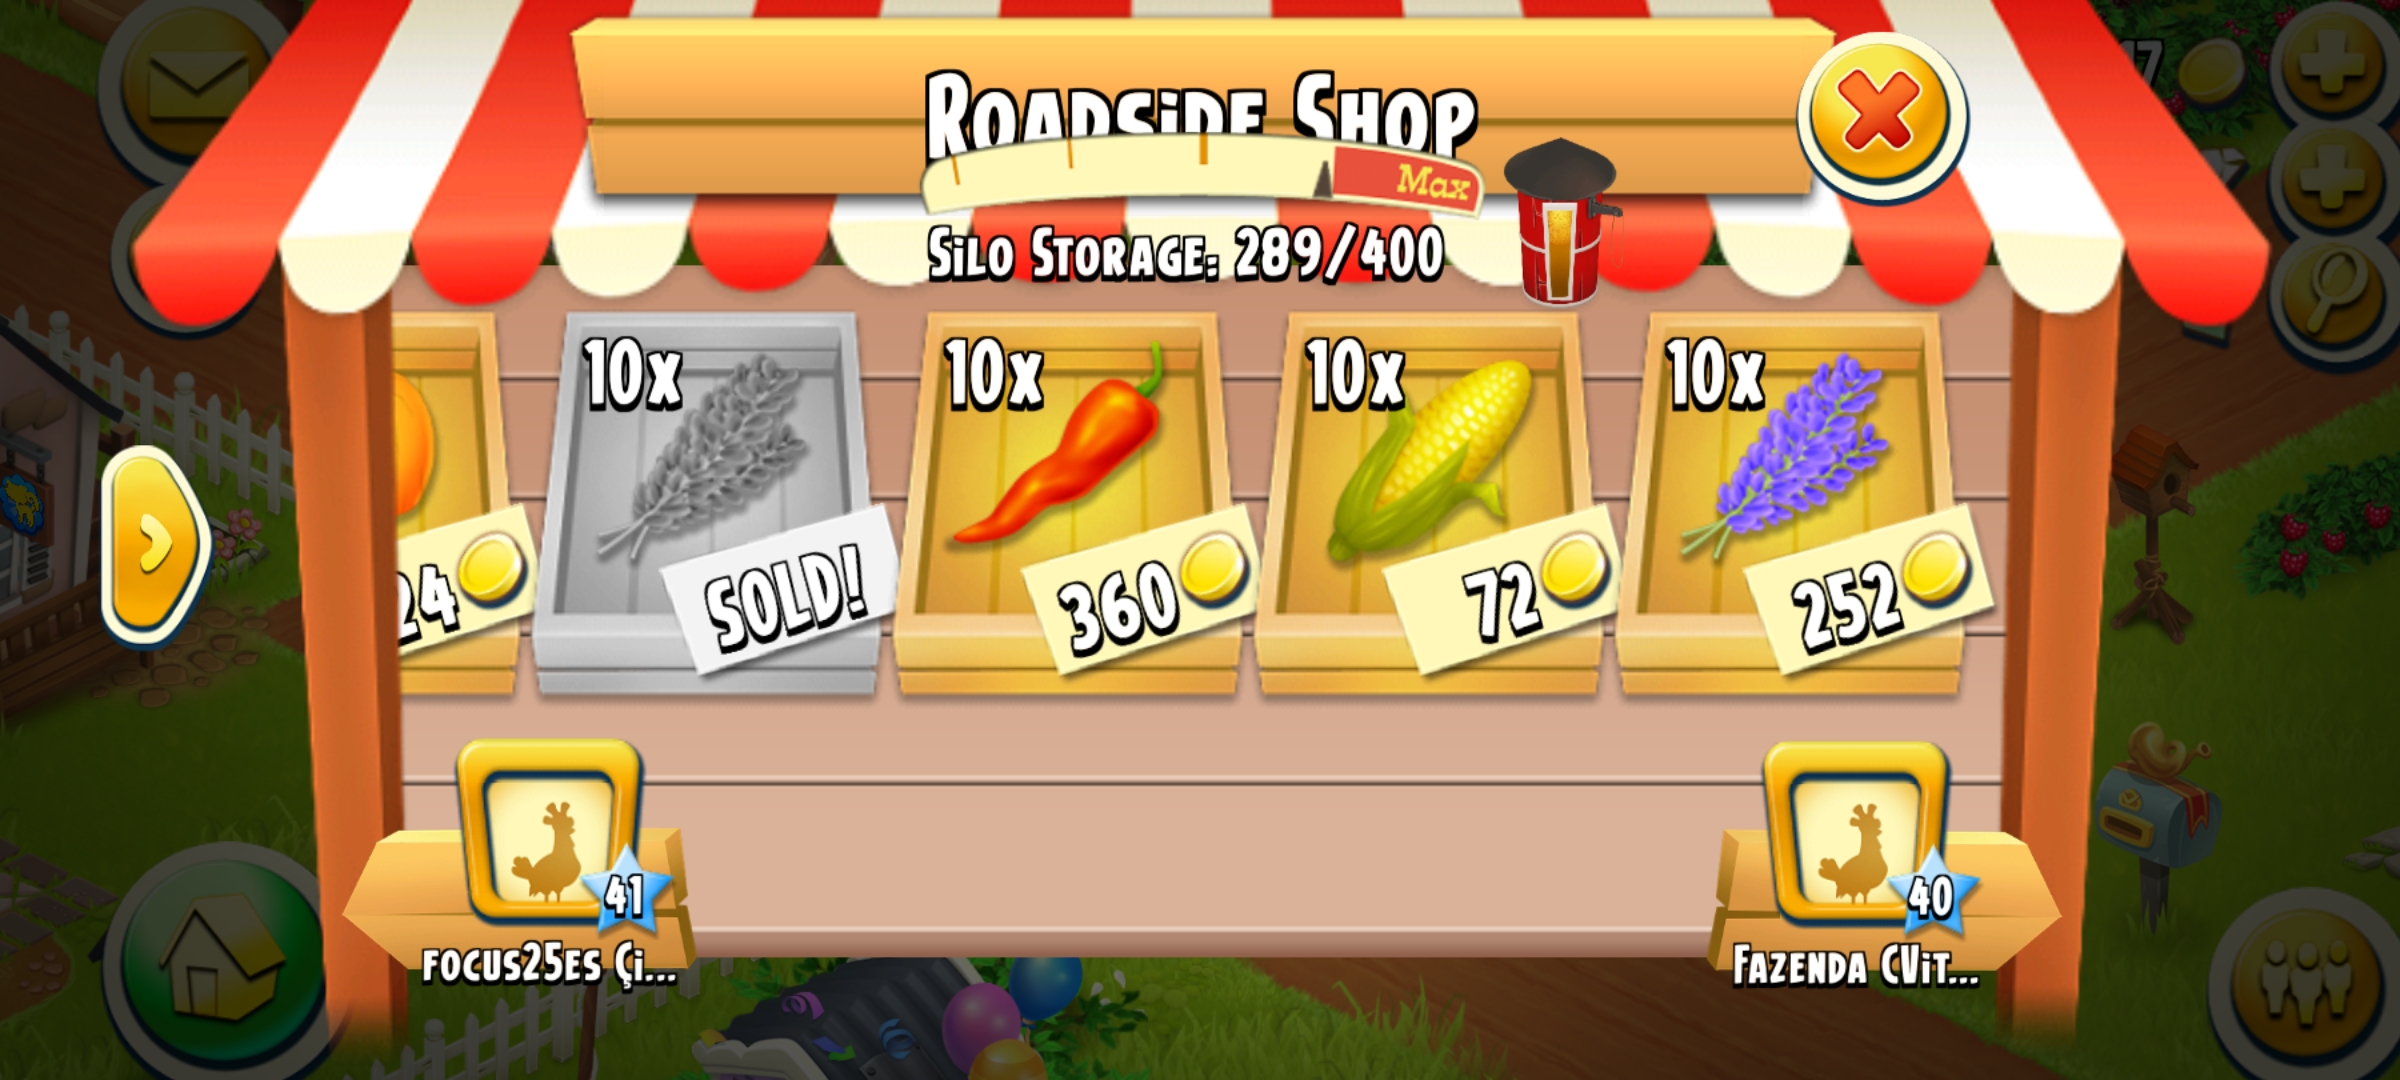 Roadside Shop
Max
Silo Storage: 289/400
10x
10x
10x
10x
24
SOLD!
360
72
252
41
40
focus25es Çi...
Fazenda CVit...